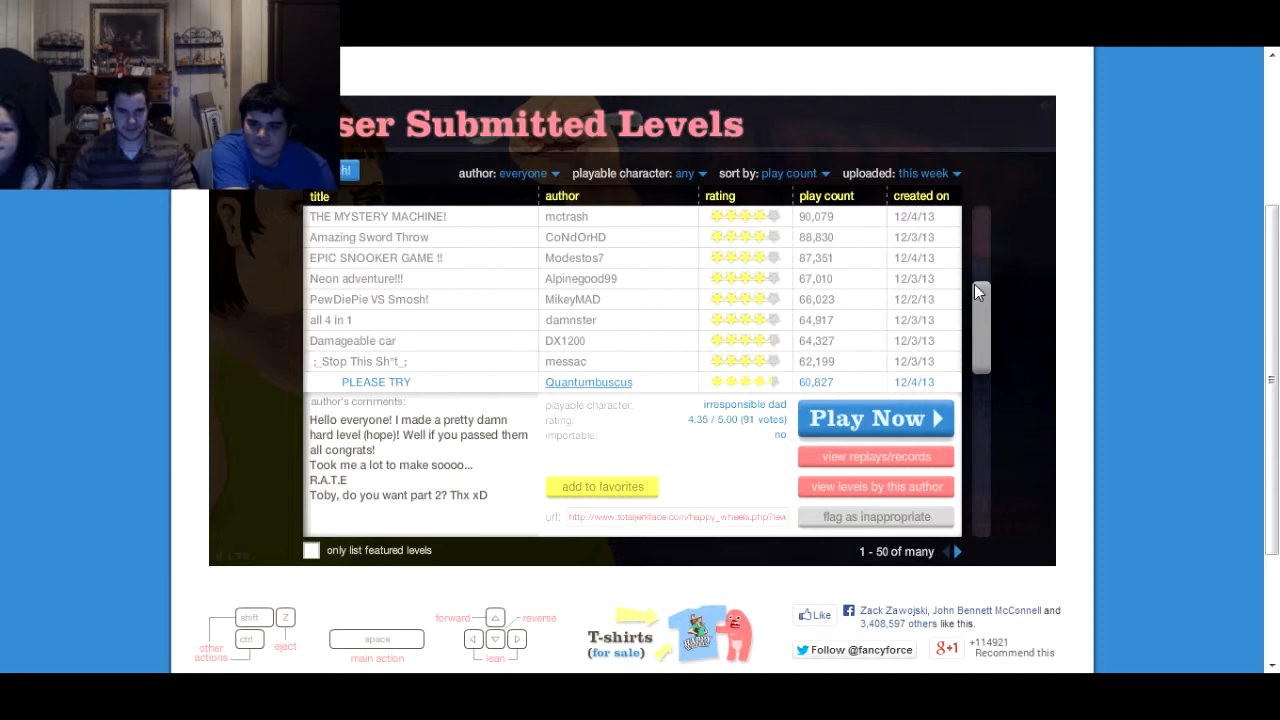 ser Submitted Levels
h!
author: everyone playable character: any sort by: play count uploaded: this week
title author rating play count created on
THE MYSTERY MACHINE! mctrash 90,079 12/4/13
Amazing Sword Throw CoNdOrHD 88,830 12/3/13
EPIC SNOOKER GAME !! Modestos7 87,351 12/4/13
Neon adventure!!! Alpinegood99 67,010 12/3/13
PewDiePie VS Smosh! MikeyMAD 66,023 12/2/13
all 4 in 1 damnster 64,917 12/3/13
Damageable car DX1200 64,327 12/3/13
;_Stop This Sh*t_; messac 62,199 12/3/13
PLEASE TRY Quantumbuscus 60,827 12/4/13
author's comments:
Hello everyone! I made a pretty damn
hard level (hope)! Well if you passed them
all congrats!
Took me a lot to make soooo...
R.A.T.E
Toby, do you want part 2? Thx xD
playable character: irresponsible dad
rating: 4.35 / 5.00 (91 votes)
importable: no
add to favorites
url: http://www.totaljerkface.com/happy_wheels.php?leve
Play Now
view replays/records
view levels by this author
flag as inappropriate
only list featured levels
1 - 50 of many
shift Z
ctrl
other
actions
eject
space
main action
forward
reverse
lean
T-shirts
(for sale)
HAPPY
Like
Zack Zawojski, John Bennett McConnell and
3,408,597 others like this.
Follow @fancyforce
g+1
+114921
Recommend this